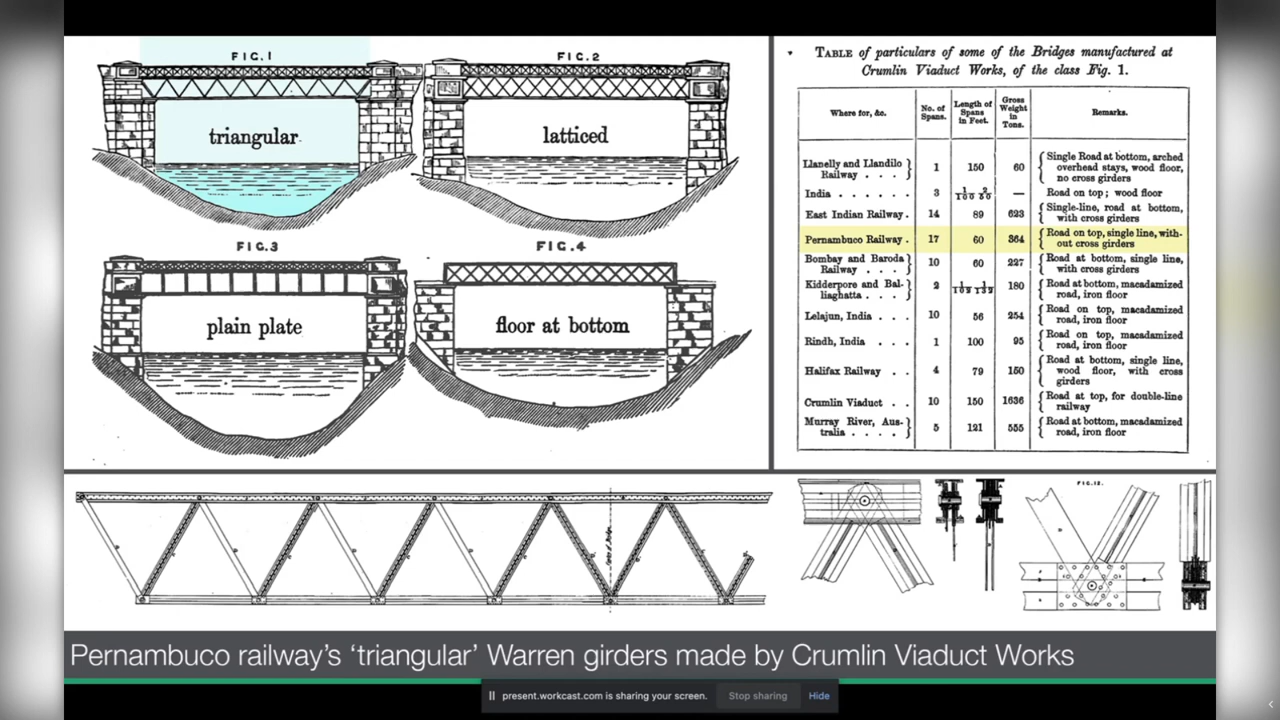 FIG.1
triangular
FIG.2
latticed
FIG.3
plain plate
FIG.4
floor at bottom
TABLE of particulars of some of the Bridges manufactured at
Crumlin Viaduct Works, of the class Fig. 1.
Where for, &c. No. of Spans. Length of Spans in Feet. Gross Weight in Tons. Remarks.
Llanelly and Llandilo Railway . . . 1 150 60 Single Road at bottom, arched overhead stays, wood floor, no cross girders
India . . . . . . 3 — Road on top; wood floor
East Indian Railway . 14 89 623 Single-line, road at bottom, with cross girders
Pernambuco Railway . 17 60 364 Road on top, single line, with-out cross girders
Bombay and Baroda Railway . . . 10 60 227 Road at bottom, single line, with cross girders
Kidderpore and Bal-liaghatta . . . 2 180 Road at bottom, macadamized road, iron floor
Lelajun, India . . . 10 56 254 Road on top, macadamized road, iron floor
Rindh, India . . . 1 100 95 Road on top, macadamized road, iron floor
Halifax Railway . . 4 79 150 Road at bottom, single line, wood floor, with cross girders
Crumlin Viaduct . . 10 150 1636 Road at top, for double-line railway
Murray River, Aus-tralia . . . . 5 121 555 Road at bottom, macadamized road, iron floor
FIG.12.
Pernambuco railway's 'triangular' Warren girders made by Crumlin Viaduct Works
present.workcast.com is sharing your screen. Stop sharing Hide